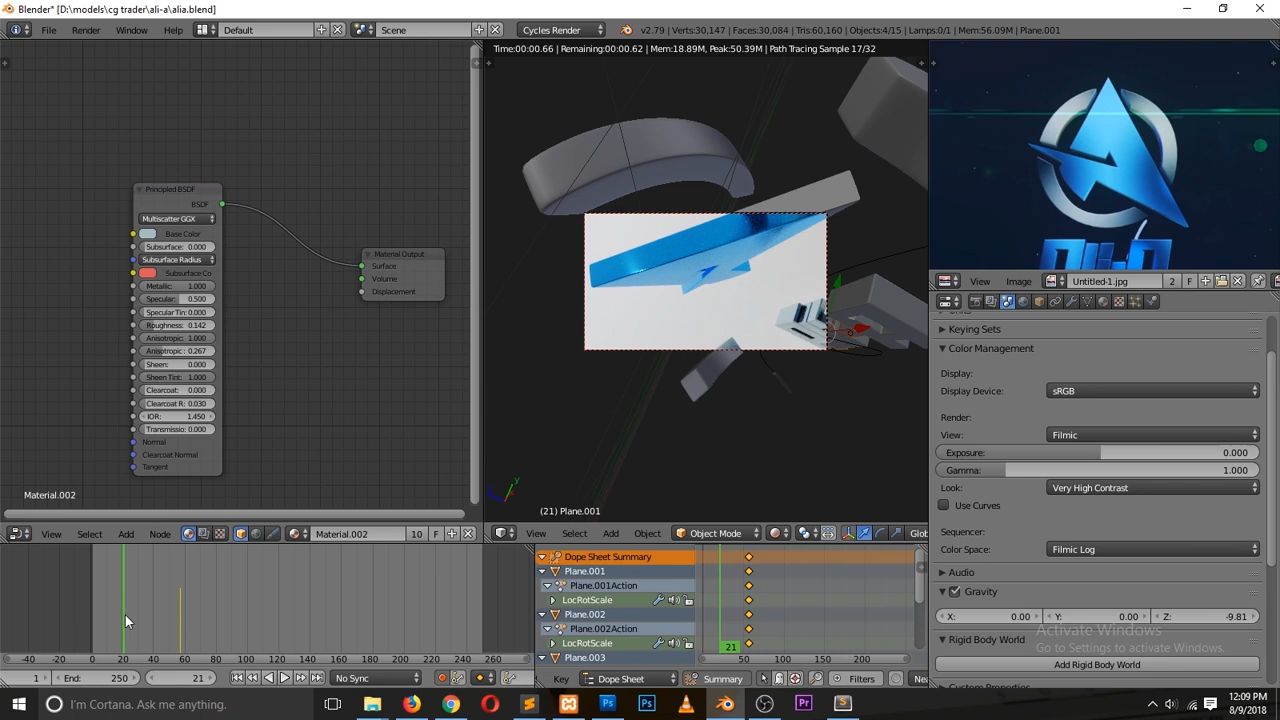 Blender* [D:\models\cg trader\ali-a\alia.blend]
File Render Window Help Default Scene Cycles Render v2.79 | Verts:30,147 | Faces:30,084 | Tris:60,160 | Objects:4/15 | Lamps:0/1 | Mem:56.09M | Plane.001
Time:00:00.66 | Remaining:00:00.62 | Mem:18.89M, Peak:50.39M | Path Tracing Sample 17/32
Principled BSDF
BSDF
Multiscatter GGX
Base Color
Subsurface: 0.000
Subsurface Radius
Subsurface Co
Metallic: 1.000
Specular: 0.500
Specular Tin: 0.000
Roughness: 0.142
Anisotropic: 1.000
Anisotropic: 0.267
Sheen: 0.000
Sheen Tint: 1.000
Clearcoat: 0.000
Clearcoat R: 0.030
IOR: 1.450
Transmissio: 0.000
Normal
Clearcoat Normal
Tangent
Material Output
Surface
Volume
Displacement
Material.002
View Select Add Node Material.002 10 F
(21) Plane.001
View Select Add Object Object Mode Glob
View Image Untitled-1.jpg 2 F
Keying Sets
Color Management
Display:
Display Device: sRGB
Render:
View: Filmic
Exposure: 0.000
Gamma: 1.000
Look: Very High Contrast
Use Curves
Sequencer:
Color Space: Filmic Log
Audio
Gravity
X: 0.00 Y: 0.00 Z: -9.81
Rigid Body World
Add Rigid Body World
Activate Windows
Go to Settings to activate Windows.
Dope Sheet Summary
Plane.001
Plane.001Action
LocRotScale
Plane.002
Plane.002Action
LocRotScale
Plane.003
21
50 100 150 200
-40 -20 0 20 40 60 80 100 120 140 160 180 200 220 240 260
1 End: 250 21 No Sync
Key Dope Sheet Summary Filters Nea
I'm Cortana. Ask me anything.
12:09 PM
8/9/2018